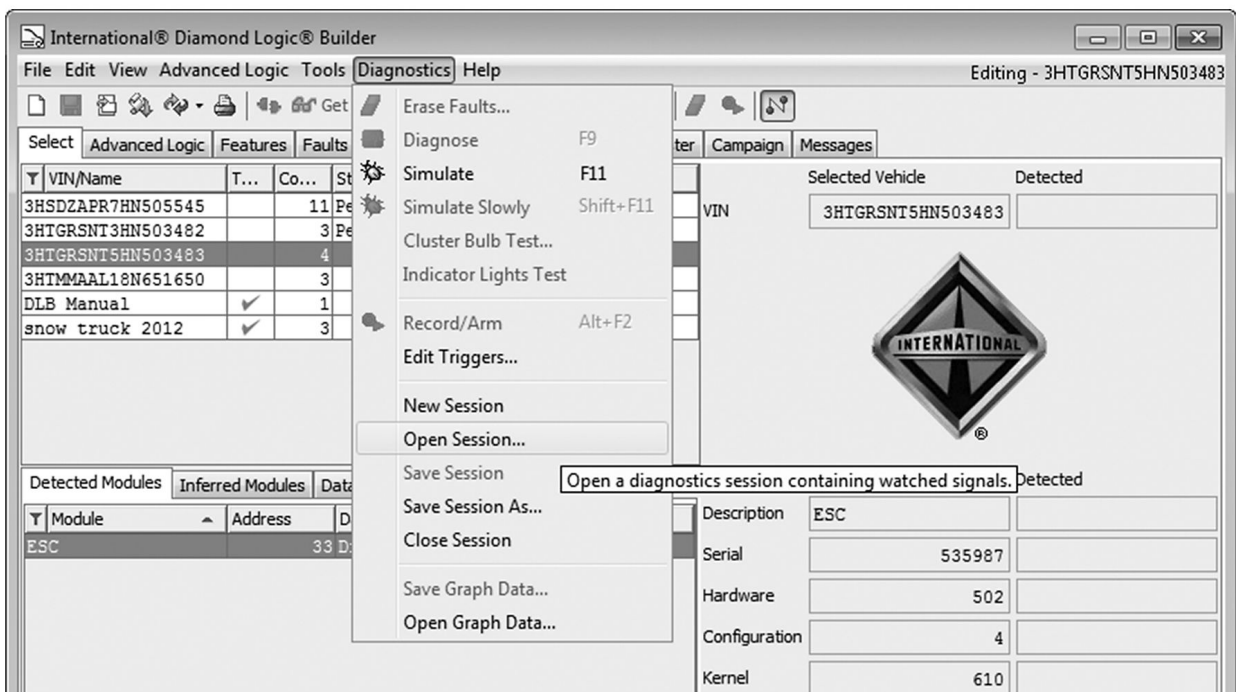 International® Diamond Logic® Builder
File Edit View Advanced Logic Tools Diagnostics Help Editing - 3HTGRSNT5HN503483
Get
Select Advanced Logic Features Faults ter Campaign Messages
VIN/Name T... Co... St
3HSDZAPR7HN505545 11 Pe
3HTGRSNT3HN503482 3 Pe
3HTGRSNT5HN503483 4
3HTMMAAL18N651650 3
DLB Manual 1
snow truck 2012 3
Erase Faults...
Diagnose F9
Simulate F11
Simulate Slowly Shift+F11
Cluster Bulb Test...
Indicator Lights Test
Record/Arm Alt+F2
Edit Triggers...
New Session
Open Session...
Save Session
Save Session As...
Close Session
Save Graph Data...
Open Graph Data...
Open a diagnostics session containing watched signals.
Selected Vehicle Detected
VIN 3HTGRSNT5HN503483
INTERNATIONAL
®
Detected Modules Inferred Modules Data
Module Address D
ESC 33 D
Detected
Description ESC
Serial 535987
Hardware 502
Configuration 4
Kernel 610